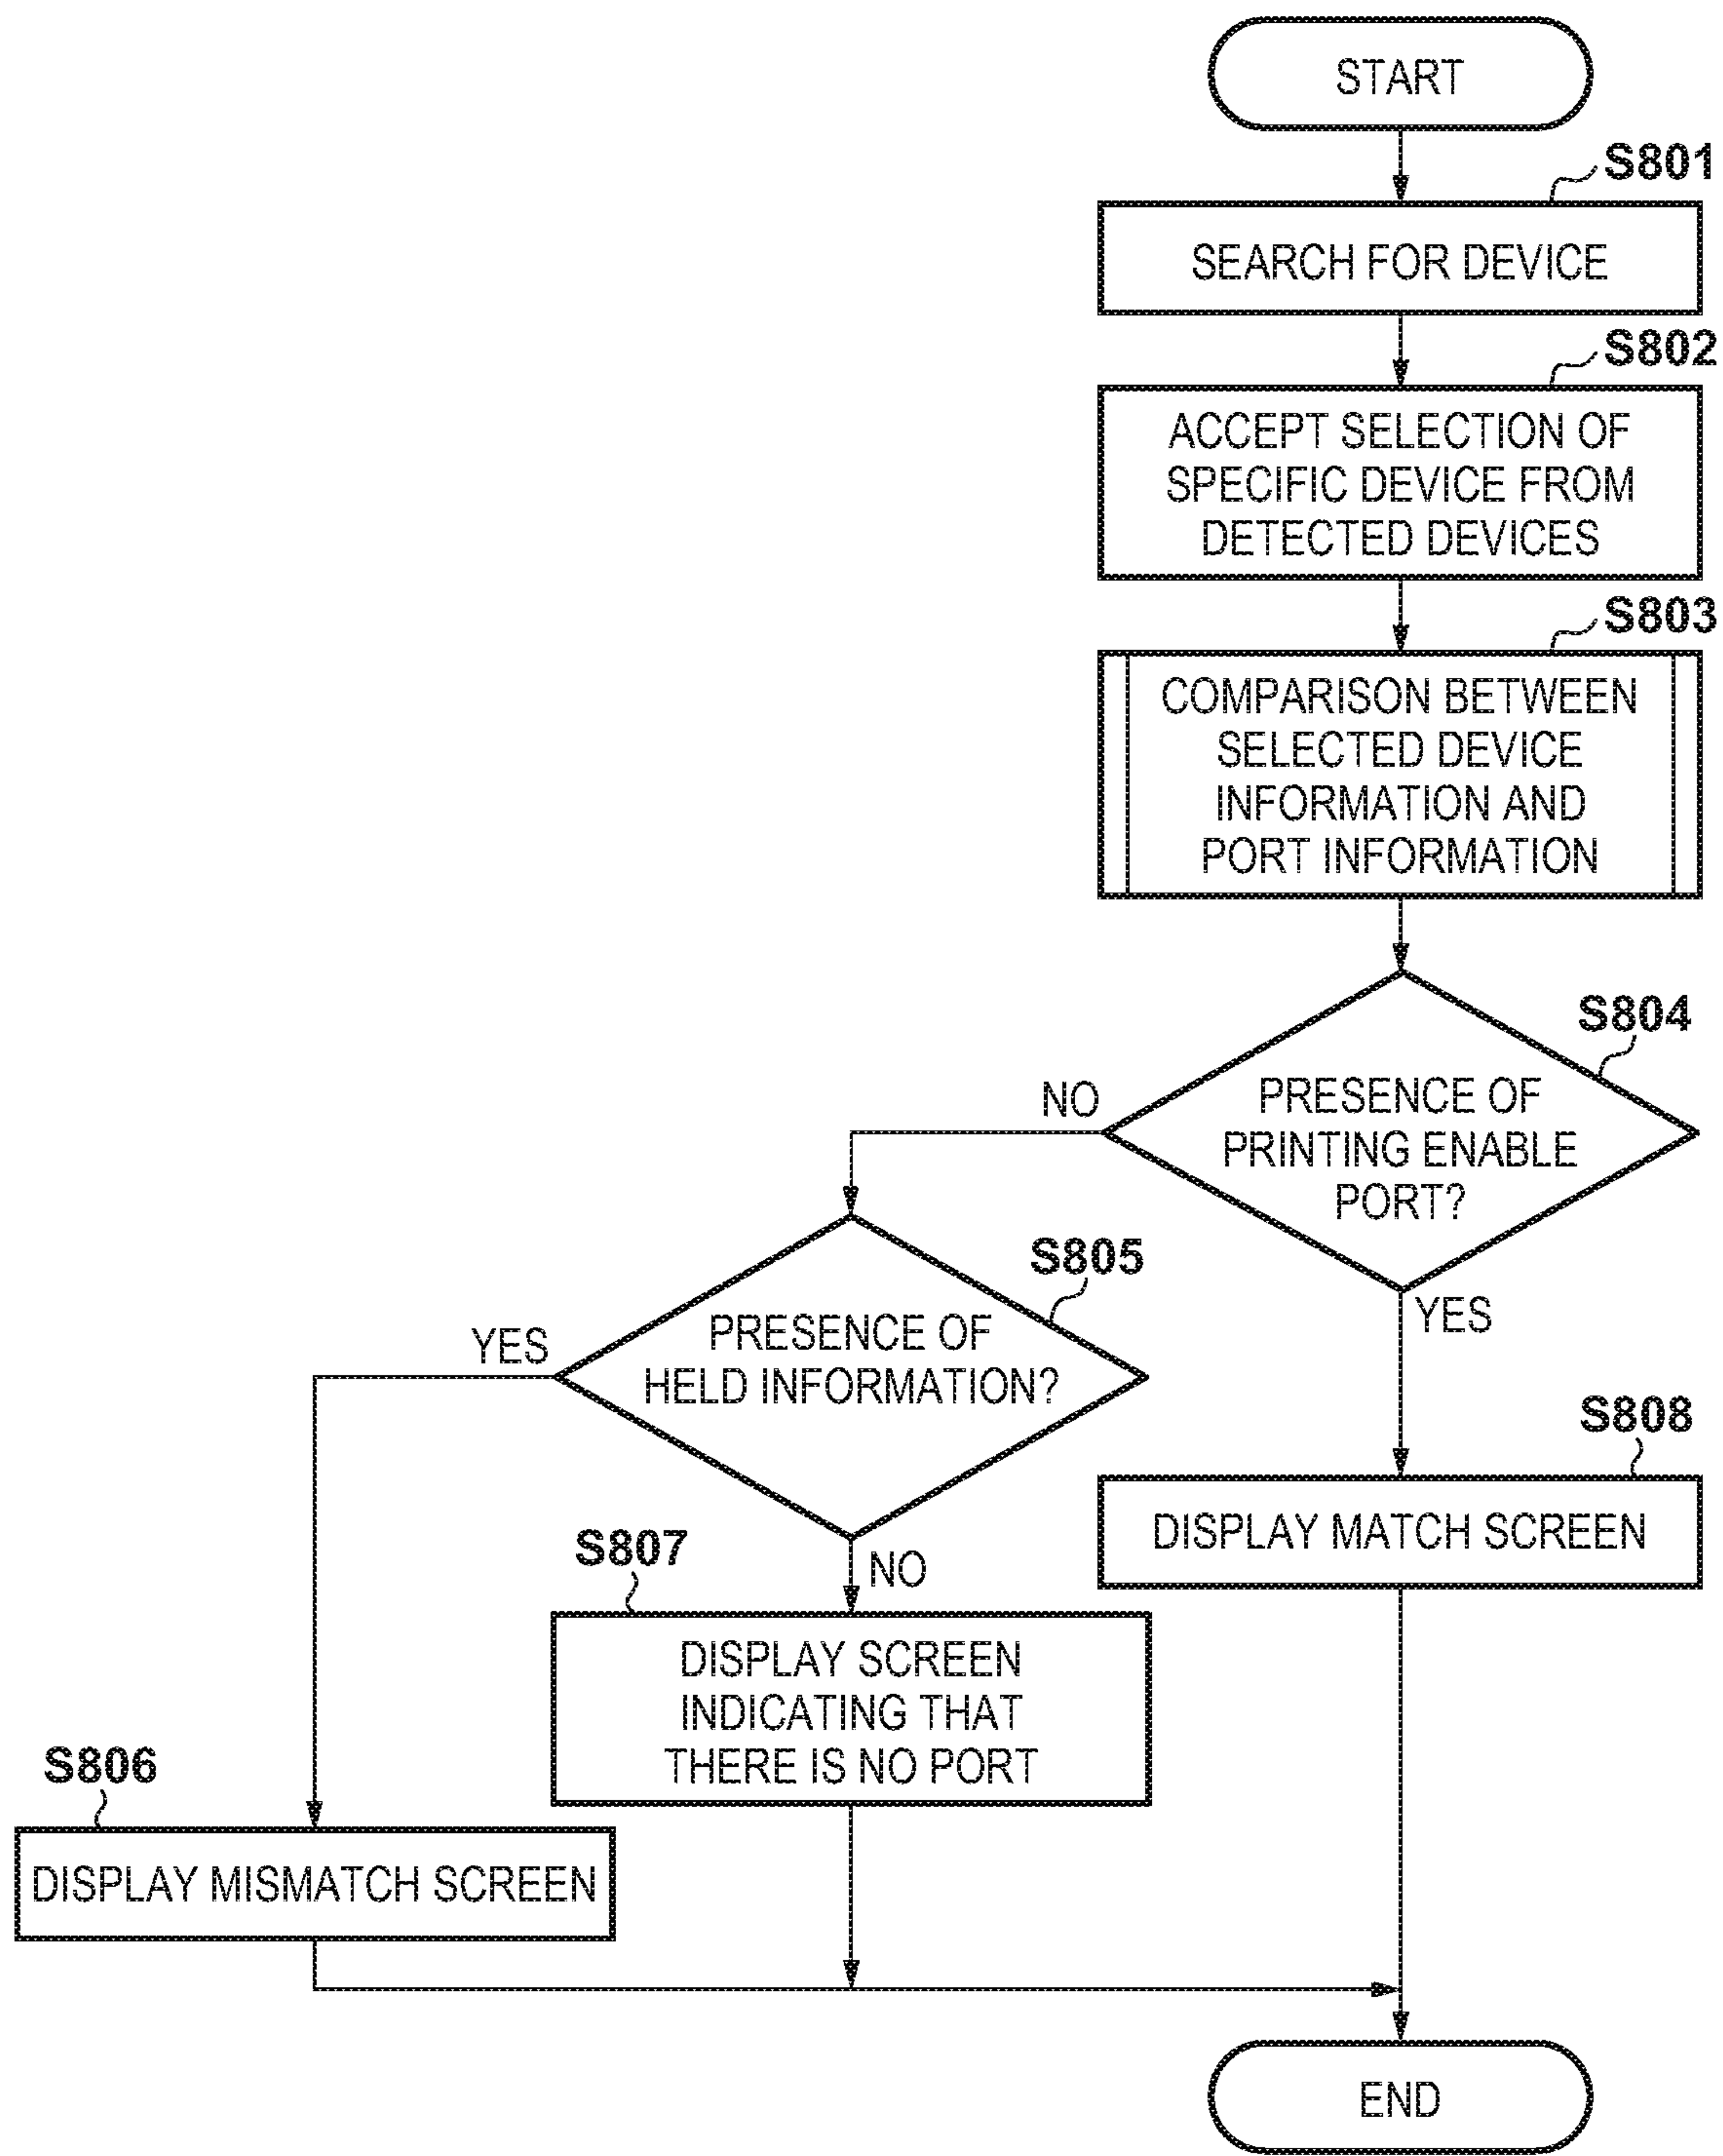 START
S801
SEARCH FOR DEVICE
S802
ACCEPT SELECTION OF
SPECIFIC DEVICE FROM
DETECTED DEVICES
S803
COMPARISON BETWEEN
SELECTED DEVICE
INFORMATION AND
PORT INFORMATION
S804
NO
PRESENCE OF
PRINTING ENABLE
PORT?
YES
S805
YES
PRESENCE OF
HELD INFORMATION?
NO
S808
DISPLAY MATCH SCREEN
S807
DISPLAY SCREEN
INDICATING THAT
THERE IS NO PORT
S806
DISPLAY MISMATCH SCREEN
END